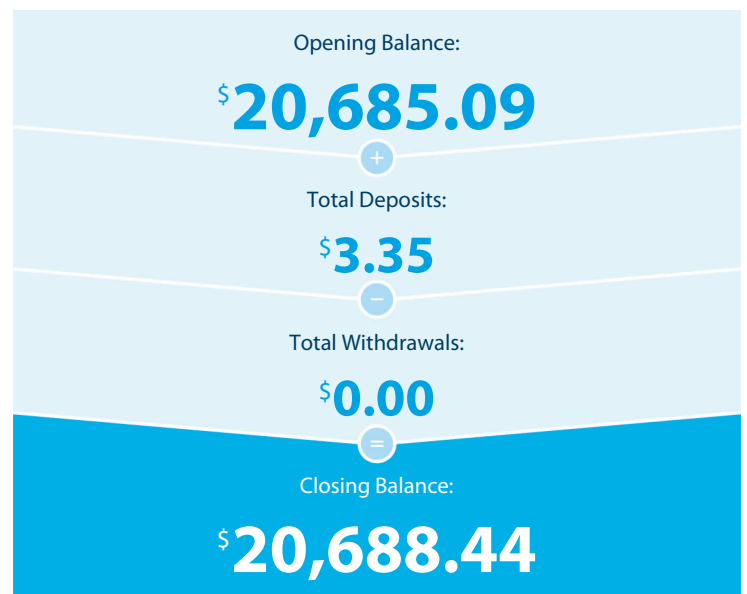 Opening Balance:
$20,685.09
+
Total Deposits:
$3.35
−
Total Withdrawals:
$0.00
=
Closing Balance:
$20,688.44